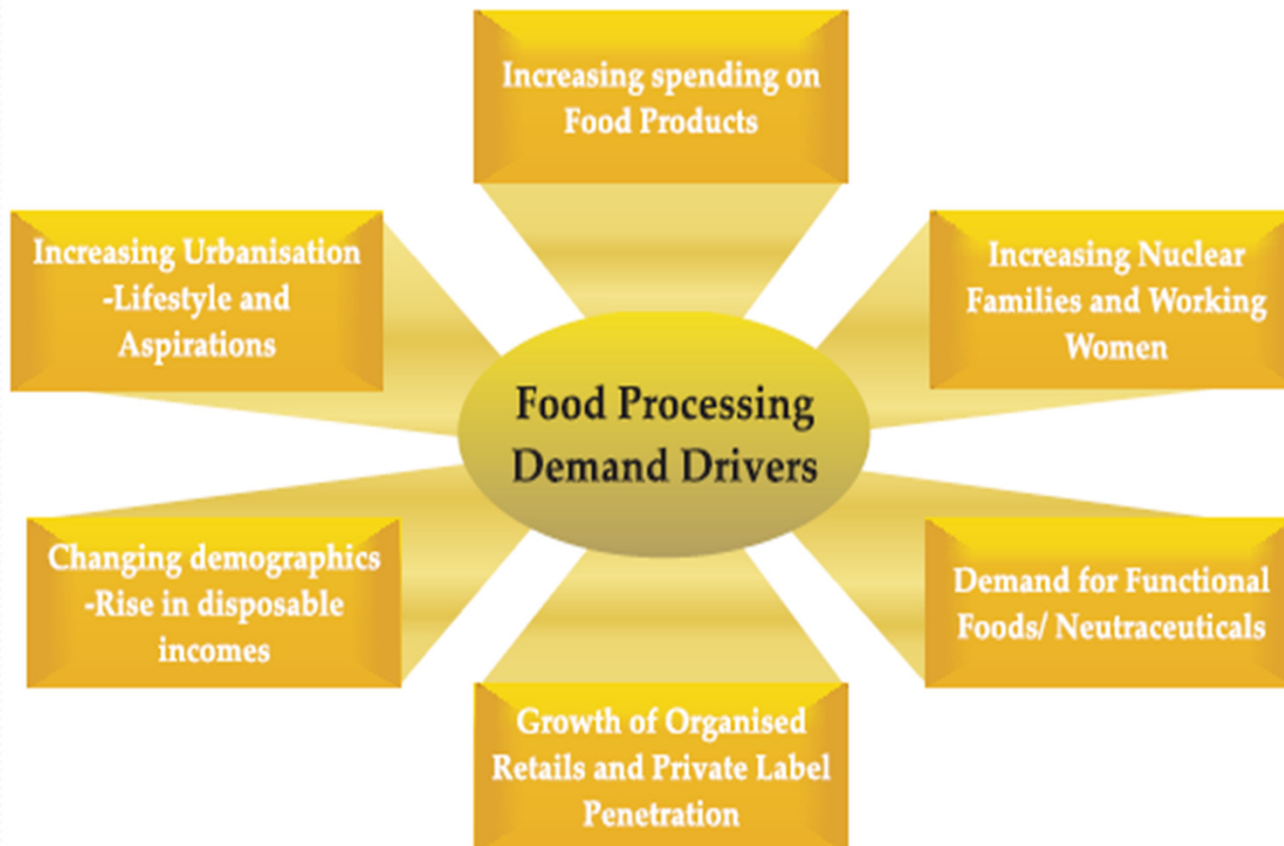 Increasing spending on
Food Products
Increasing Urbanisation
-Lifestyle and
Aspirations
Increasing Nuclear
Families and Working
Women
Food Processing
Demand Drivers
Changing demographics
-Rise in disposable
incomes
Demand for Functional
Foods/ Neutraceuticals
Growth of Organised
Retails and Private Label
Penetration